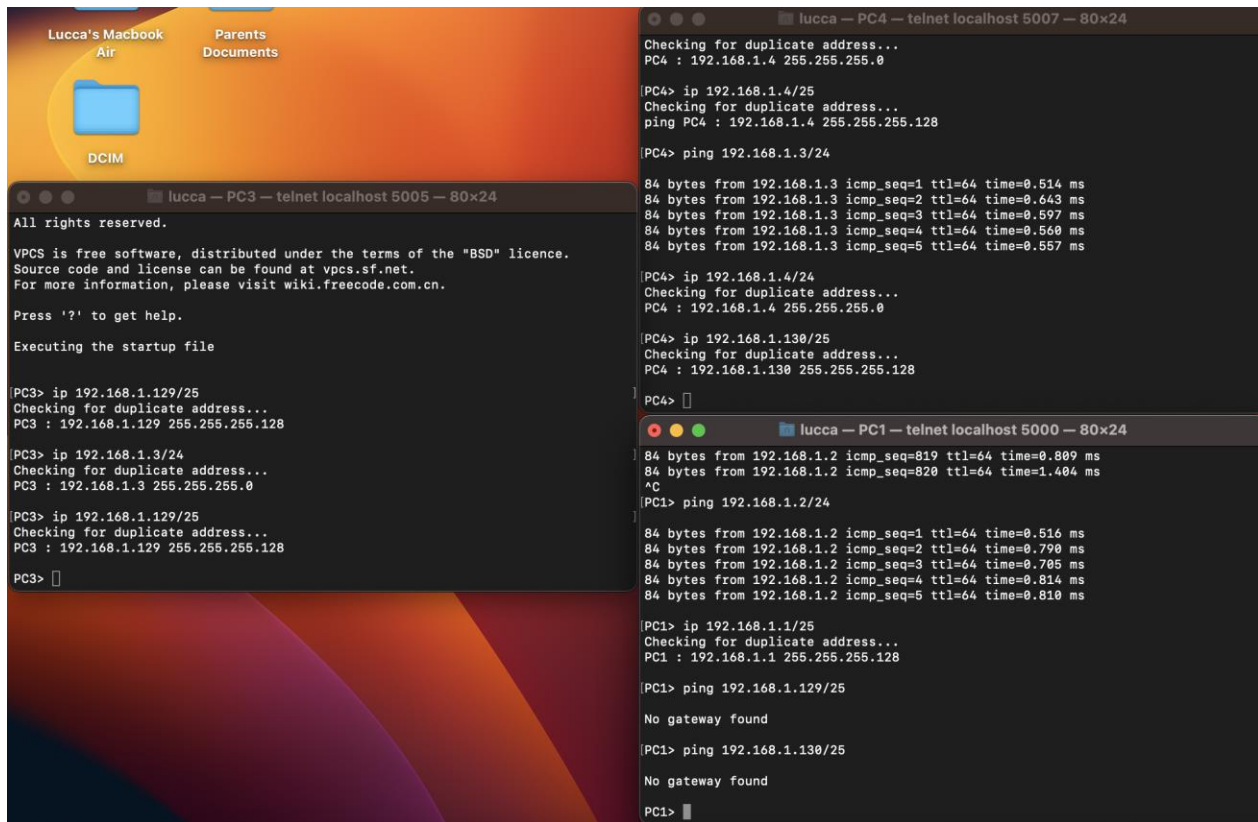 Lucca's Macbook
Air
Parents
Documents
DCIM
lucca — PC3 — telnet localhost 5005 — 80×24
All rights reserved.
VPCS is free software, distributed under the terms of the "BSD" licence.
Source code and license can be found at vpcs.sf.net.
For more information, please visit wiki.freecode.com.cn.
Press '?' to get help.
Executing the startup file
[PC3> ip 192.168.1.129/25 ]
Checking for duplicate address...
PC3 : 192.168.1.129 255.255.255.128
[PC3> ip 192.168.1.3/24 ]
Checking for duplicate address...
PC3 : 192.168.1.3 255.255.255.0
[PC3> ip 192.168.1.129/25 ]
Checking for duplicate address...
PC3 : 192.168.1.129 255.255.255.128
PC3>
lucca — PC4 — telnet localhost 5007 — 80×24
Checking for duplicate address...
PC4 : 192.168.1.4 255.255.255.0
[PC4> ip 192.168.1.4/25
Checking for duplicate address...
ping PC4 : 192.168.1.4 255.255.255.128
[PC4> ping 192.168.1.3/24
84 bytes from 192.168.1.3 icmp_seq=1 ttl=64 time=0.514 ms
84 bytes from 192.168.1.3 icmp_seq=2 ttl=64 time=0.643 ms
84 bytes from 192.168.1.3 icmp_seq=3 ttl=64 time=0.597 ms
84 bytes from 192.168.1.3 icmp_seq=4 ttl=64 time=0.560 ms
84 bytes from 192.168.1.3 icmp_seq=5 ttl=64 time=0.557 ms
[PC4> ip 192.168.1.4/24
Checking for duplicate address...
PC4 : 192.168.1.4 255.255.255.0
[PC4> ip 192.168.1.130/25
Checking for duplicate address...
PC4 : 192.168.1.130 255.255.255.128
PC4>
lucca — PC1 — telnet localhost 5000 — 80×24
84 bytes from 192.168.1.2 icmp_seq=819 ttl=64 time=0.809 ms
84 bytes from 192.168.1.2 icmp_seq=820 ttl=64 time=1.404 ms
^C
[PC1> ping 192.168.1.2/24
84 bytes from 192.168.1.2 icmp_seq=1 ttl=64 time=0.516 ms
84 bytes from 192.168.1.2 icmp_seq=2 ttl=64 time=0.790 ms
84 bytes from 192.168.1.2 icmp_seq=3 ttl=64 time=0.705 ms
84 bytes from 192.168.1.2 icmp_seq=4 ttl=64 time=0.814 ms
84 bytes from 192.168.1.2 icmp_seq=5 ttl=64 time=0.810 ms
[PC1> ip 192.168.1.1/25
Checking for duplicate address...
PC1 : 192.168.1.1 255.255.255.128
[PC1> ping 192.168.1.129/25
No gateway found
[PC1> ping 192.168.1.130/25
No gateway found
PC1>